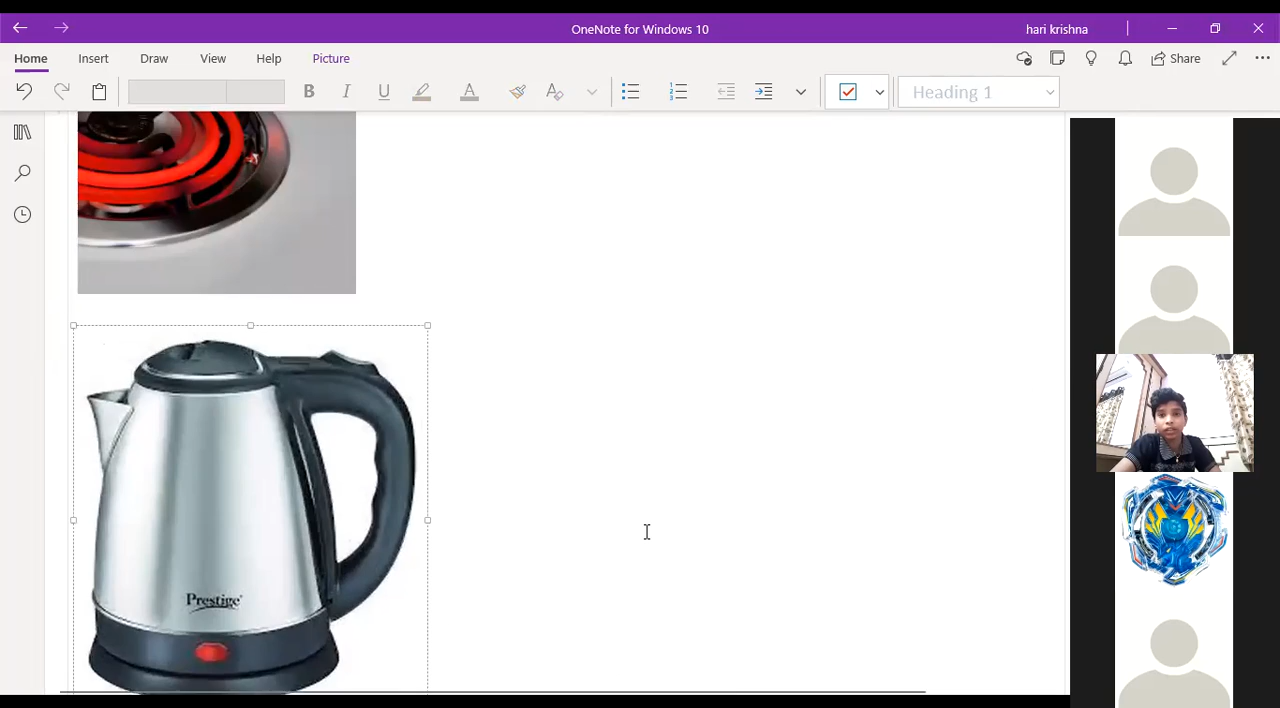 OneNote for Windows 10
hari krishna
Home
Insert
Draw
View
Help
Picture
Share
B
I
U
A
Heading 1
Prestige